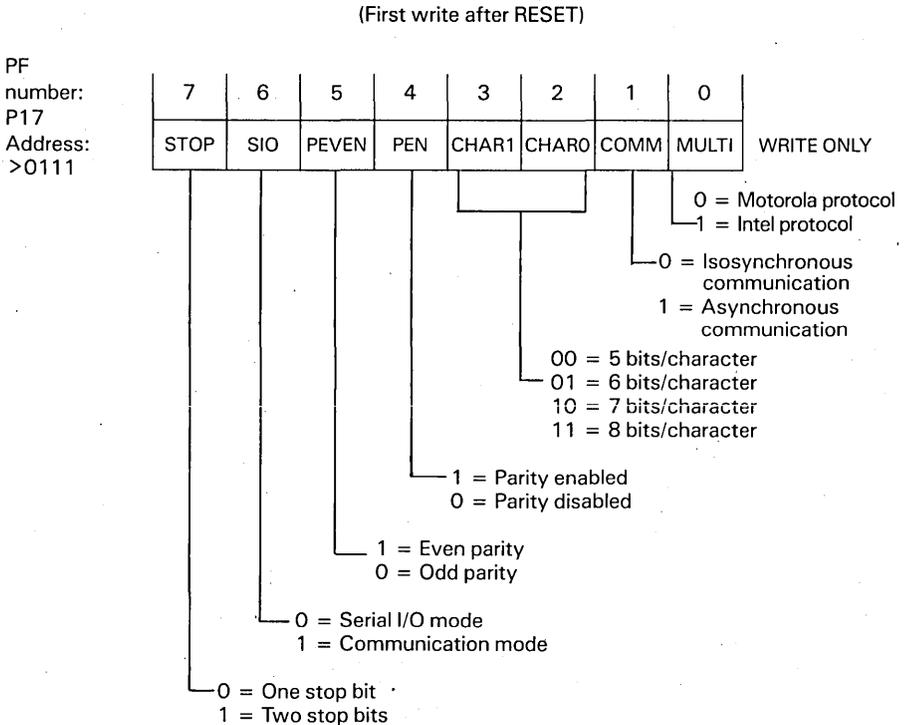 (First write after RESET)
PF
number:
P17
Address:
>0111
7 6 5 4 3 2 1 0
STOP SIO PEVEN PEN CHAR1 CHAR0 COMM MULTI WRITE ONLY
0 = Motorola protocol
1 = Intel protocol
0 = Isosynchronous
communication
1 = Asynchronous
communication
00 = 5 bits/character
01 = 6 bits/character
10 = 7 bits/character
11 = 8 bits/character
1 = Parity enabled
0 = Parity disabled
1 = Even parity
0 = Odd parity
0 = Serial I/O mode
1 = Communication mode
0 = One stop bit
1 = Two stop bits